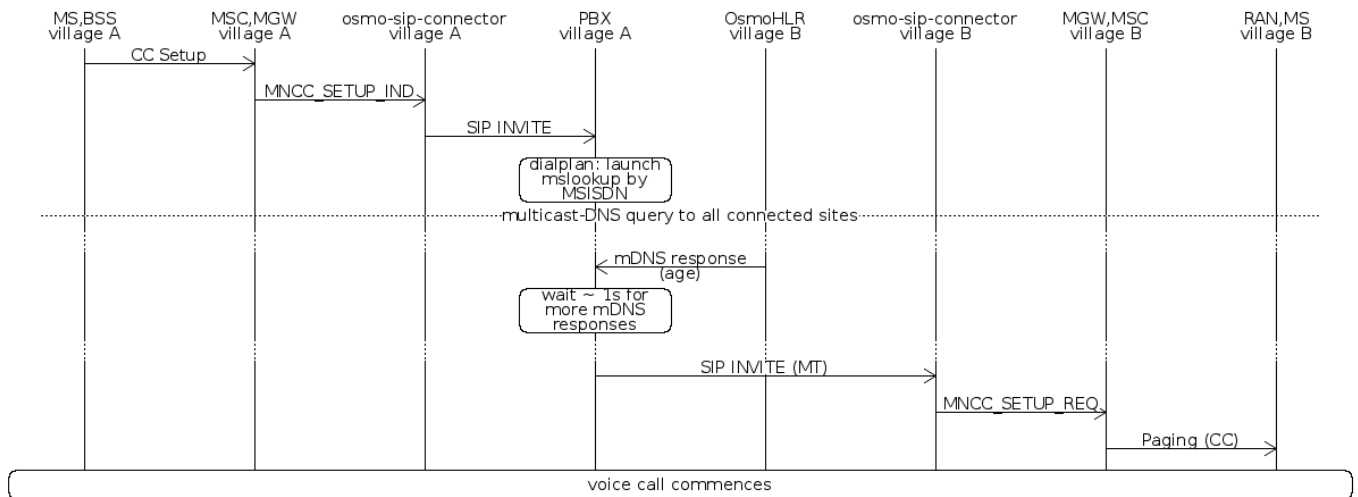 MS,BSS
village A
MSC,MGW
village A
osmo-sip-connector
village A
PBX
village A
OsmoHLR
village B
osmo-sip-connector
village B
MGW,MSC
village B
RAN,MS
village B
CC Setup
MNCC_SETUP_IND
SIP INVITE
dialplan: launch
mslookup by
MSISDN
multicast-DNS query to all connected sites
mDNS response
(age)
wait ~ 1s for
more mDNS
responses
SIP INVITE (MT)
MNCC_SETUP_REQ
Paging (CC)
voice call commences